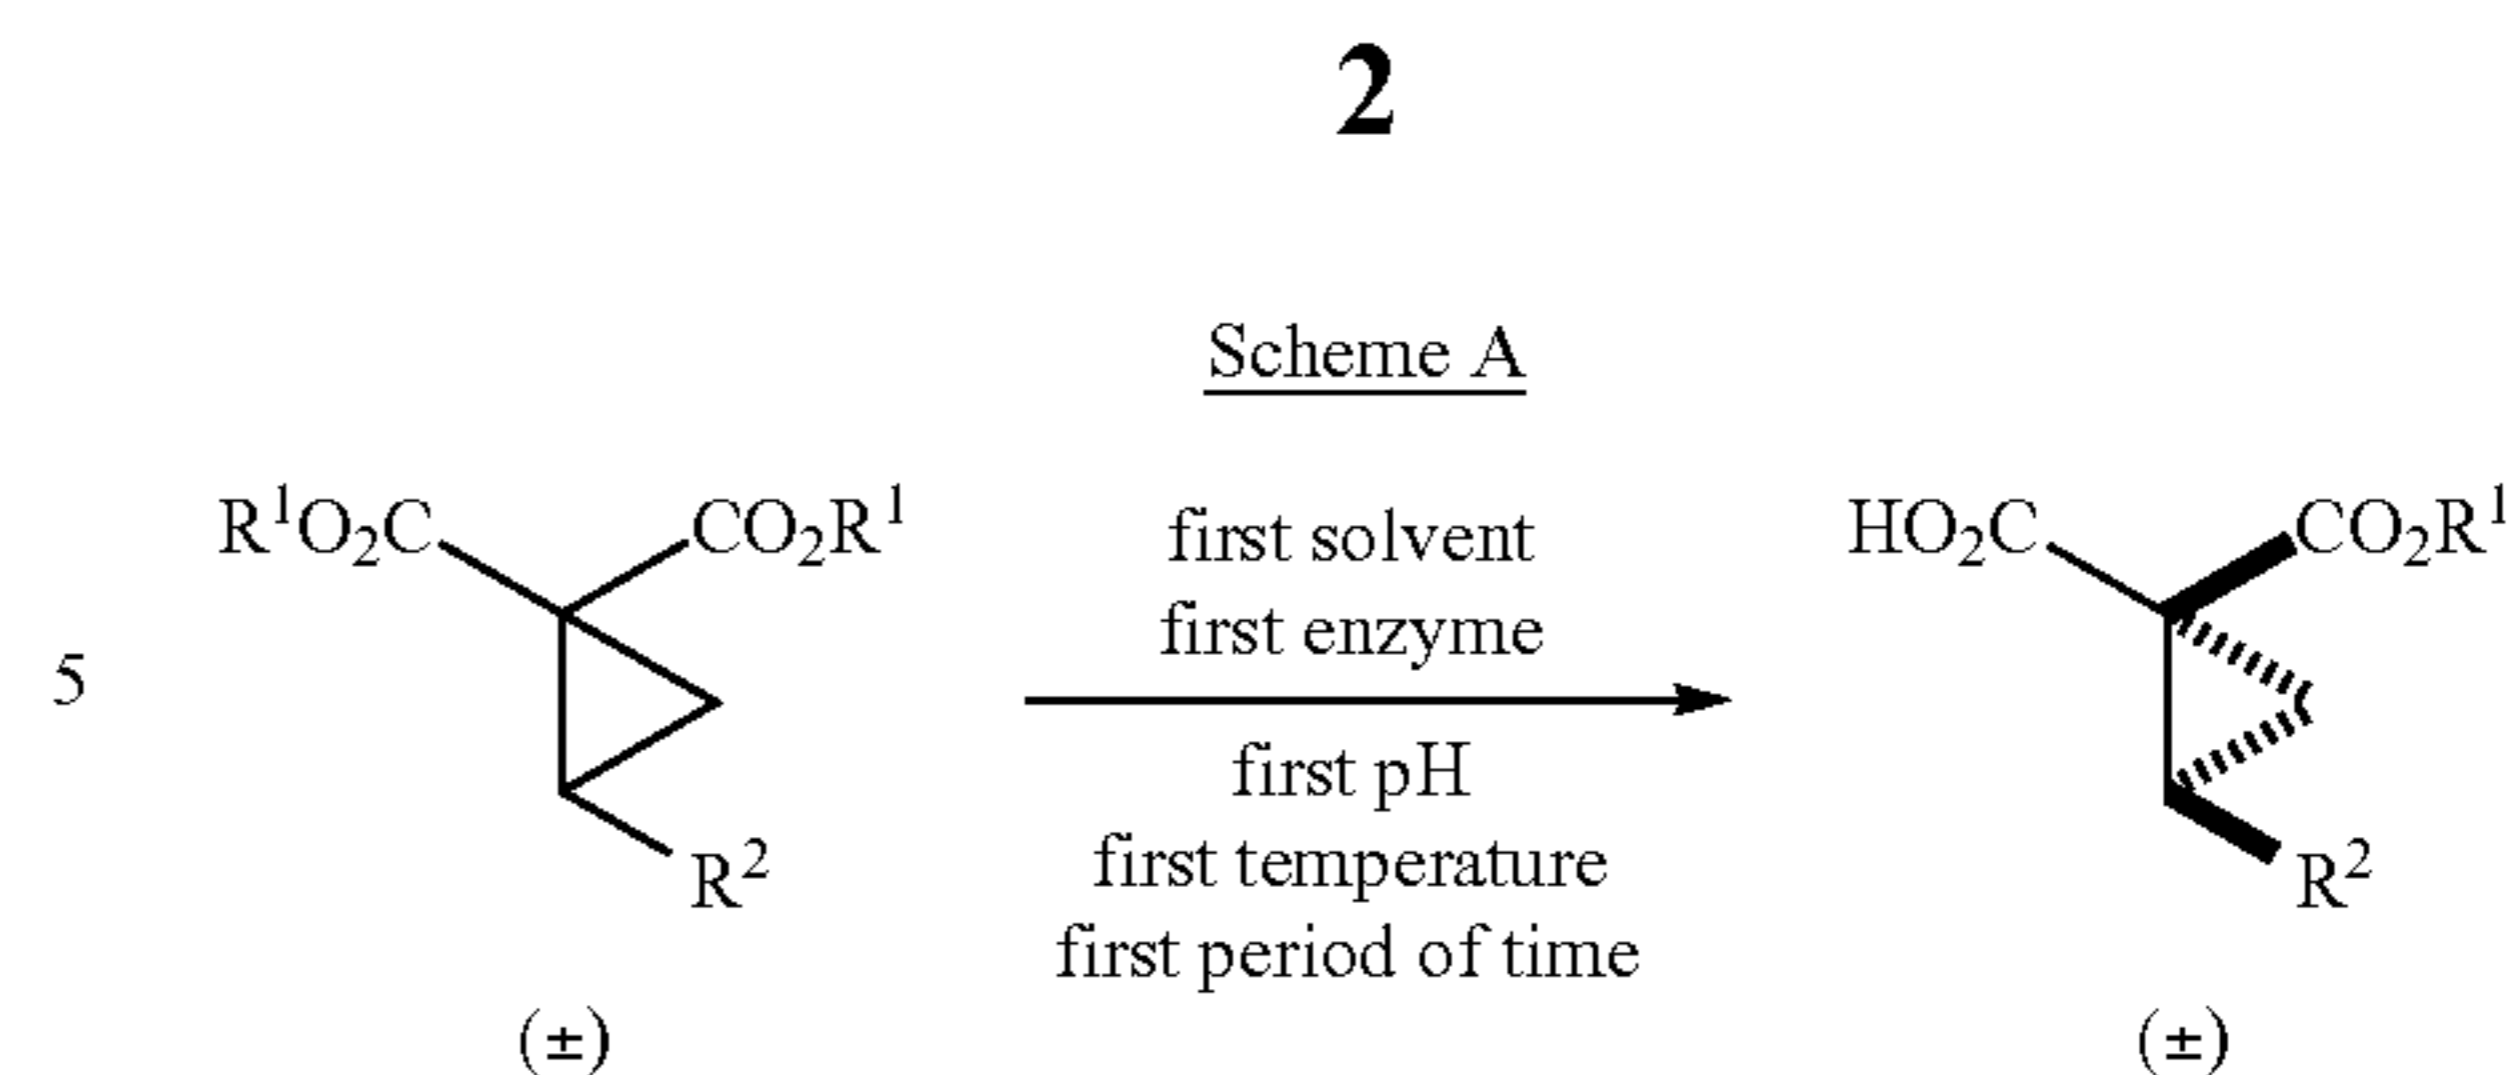 2
Scheme A
R¹O₂C CO₂R¹
HO₂C CO₂R¹
first solvent
first enzyme
5
first pH
first temperature
first period of time
R²
R²
(±)
(±)